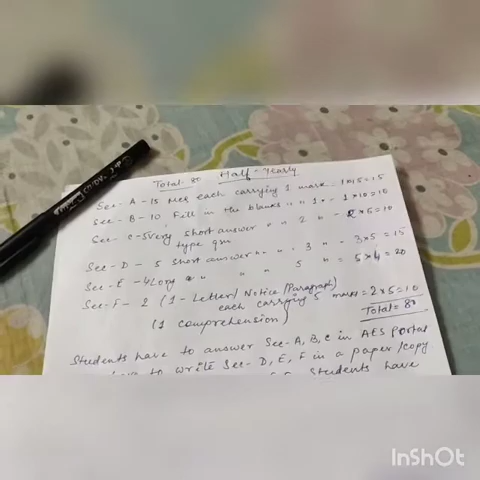 Total- 80 Half-Yearly
Sec- A - 15 MCQ each carrying 1 mark - 1×15=15
Sec- B - 10 Fill in the blanks " " 1 " - 1×10=10
Sec- C - 5 Very short answer " " 2 " - 2×5=10
type qn
Sec- D - 5 Short answer " " " 3 " - 3×5=15
Sec- E - 4 Long " " " 5 " = 5×4=20
Sec- F - 2 (1 - Letter/Notice/Paragraph)
each carrying 5 marks = 2×5=10
(1 comprehension)
Total = 80
Students have to answer Sec- A, B, C in AES Portal
to write Sec- D, E, F in a paper/copy
Students have
InShOt